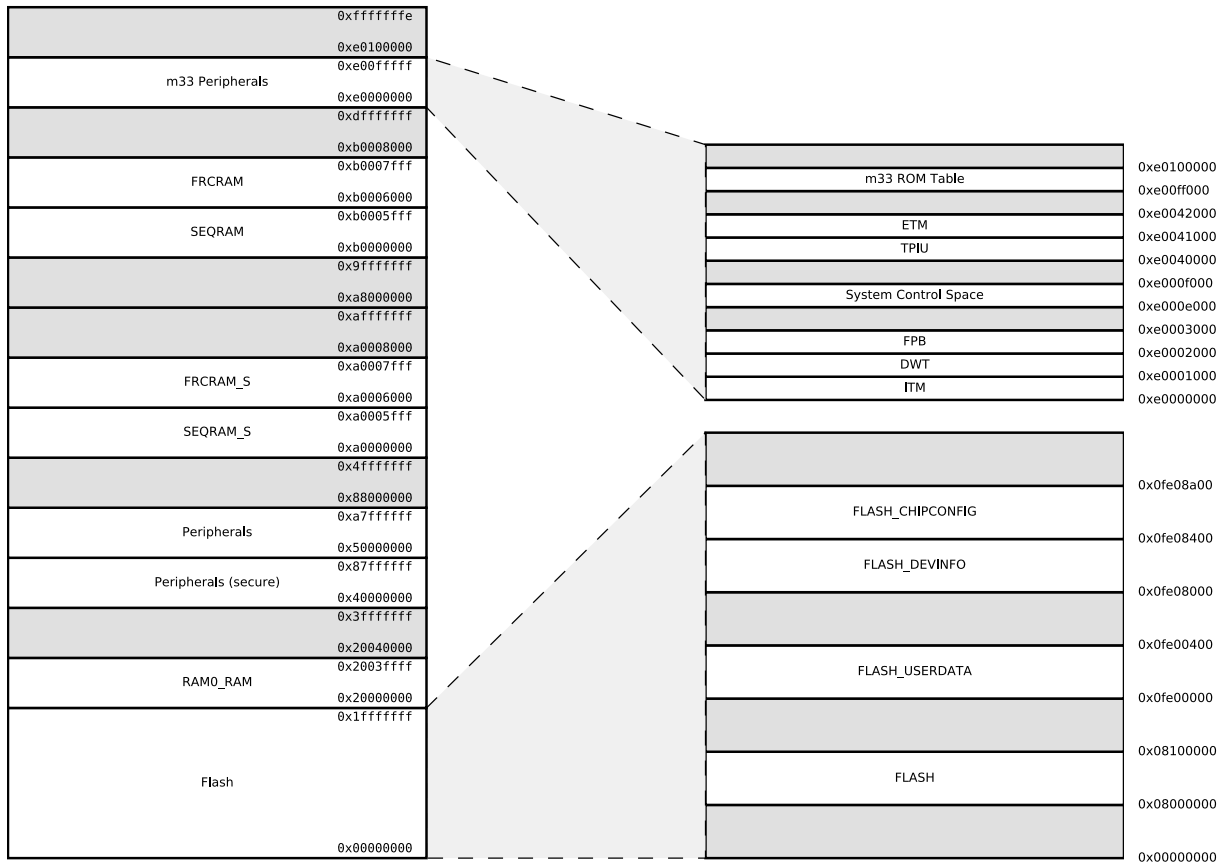 0xfffffffe
0xe0100000
0xe00fffff
m33 Peripherals
0xe0000000
0xdfffffff
0xb0008000
0xb0007fff
FRCRAM
0xb0006000
0xb0005fff
SEQRAM
0xb0000000
0x9fffffff
0xa8000000
0xafffffff
0xa0008000
0xa0007fff
FRCRAM_S
0xa0006000
0xa0005fff
SEQRAM_S
0xa0000000
0x4fffffff
0x88000000
0xa7ffffff
Peripherals
0x50000000
0x87ffffff
Peripherals (secure)
0x40000000
0x3fffffff
0x20040000
0x2003ffff
RAM0_RAM
0x20000000
0x1fffffff
Flash
0x00000000
0xe0100000
m33 ROM Table
0xe00ff000
0xe0042000
ETM
0xe0041000
TPIU
0xe0040000
0xe000f000
System Control Space
0xe000e000
0xe0003000
FPB
0xe0002000
DWT
0xe0001000
ITM
0xe0000000
0x0fe08a00
FLASH_CHIPCONFIG
0x0fe08400
FLASH_DEVINFO
0x0fe08000
0x0fe00400
FLASH_USERDATA
0x0fe00000
0x08100000
FLASH
0x08000000
0x00000000